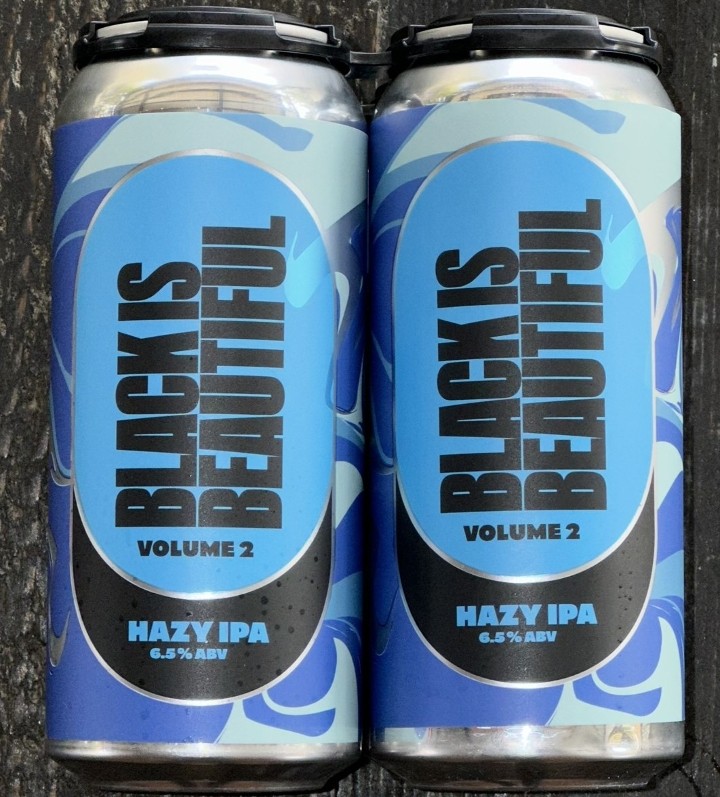 BLACK IS
BEAUTIFUL
VOLUME 2
HAZY IPA
6.5% ABV
BLACK IS
BEAUTIFUL
VOLUME 2
HAZY IPA
6.5% ABV